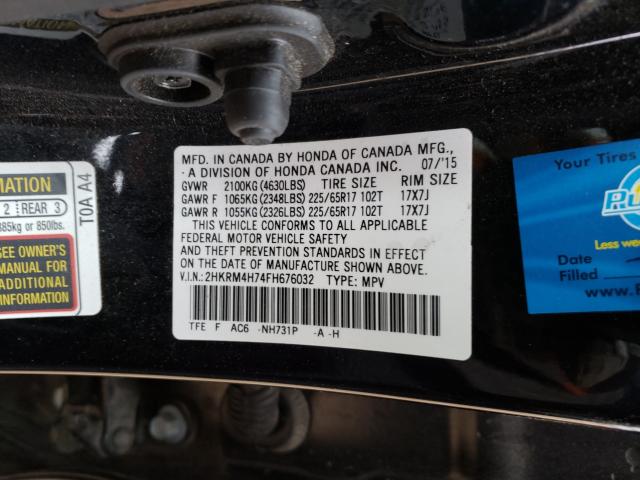 MFD. IN CANADA BY HONDA OF CANADA MFG.,
A DIVISION OF HONDA CANADA INC. 07/'15
GVWR 2100KG(4630LBS) TIRE SIZE RIM SIZE
GAWR F 1065KG(2348LBS) 225/65R17 102T 17X7J
GAWR R 1055KG(2326LBS) 225/65R17 102T 17X7J
THIS VEHICLE CONFORMS TO ALL APPLICABLE
FEDERAL MOTOR VEHICLE SAFETY
AND THEFT PREVENTION STANDARDS IN EFFECT
ON THE DATE OF MANUFACTURE SHOWN ABOVE.
V.I.N.:2HKRM4H74FH676032 TYPE: MPV
TFE F AC6 -NH731P -A -H
MATION
2 REAR 3
385kg or 850lbs.
SEE OWNER'S
MANUAL FOR
ADDITIONAL
INFORMATION
T0A A4
Your Tires
Less we
Date
Filled